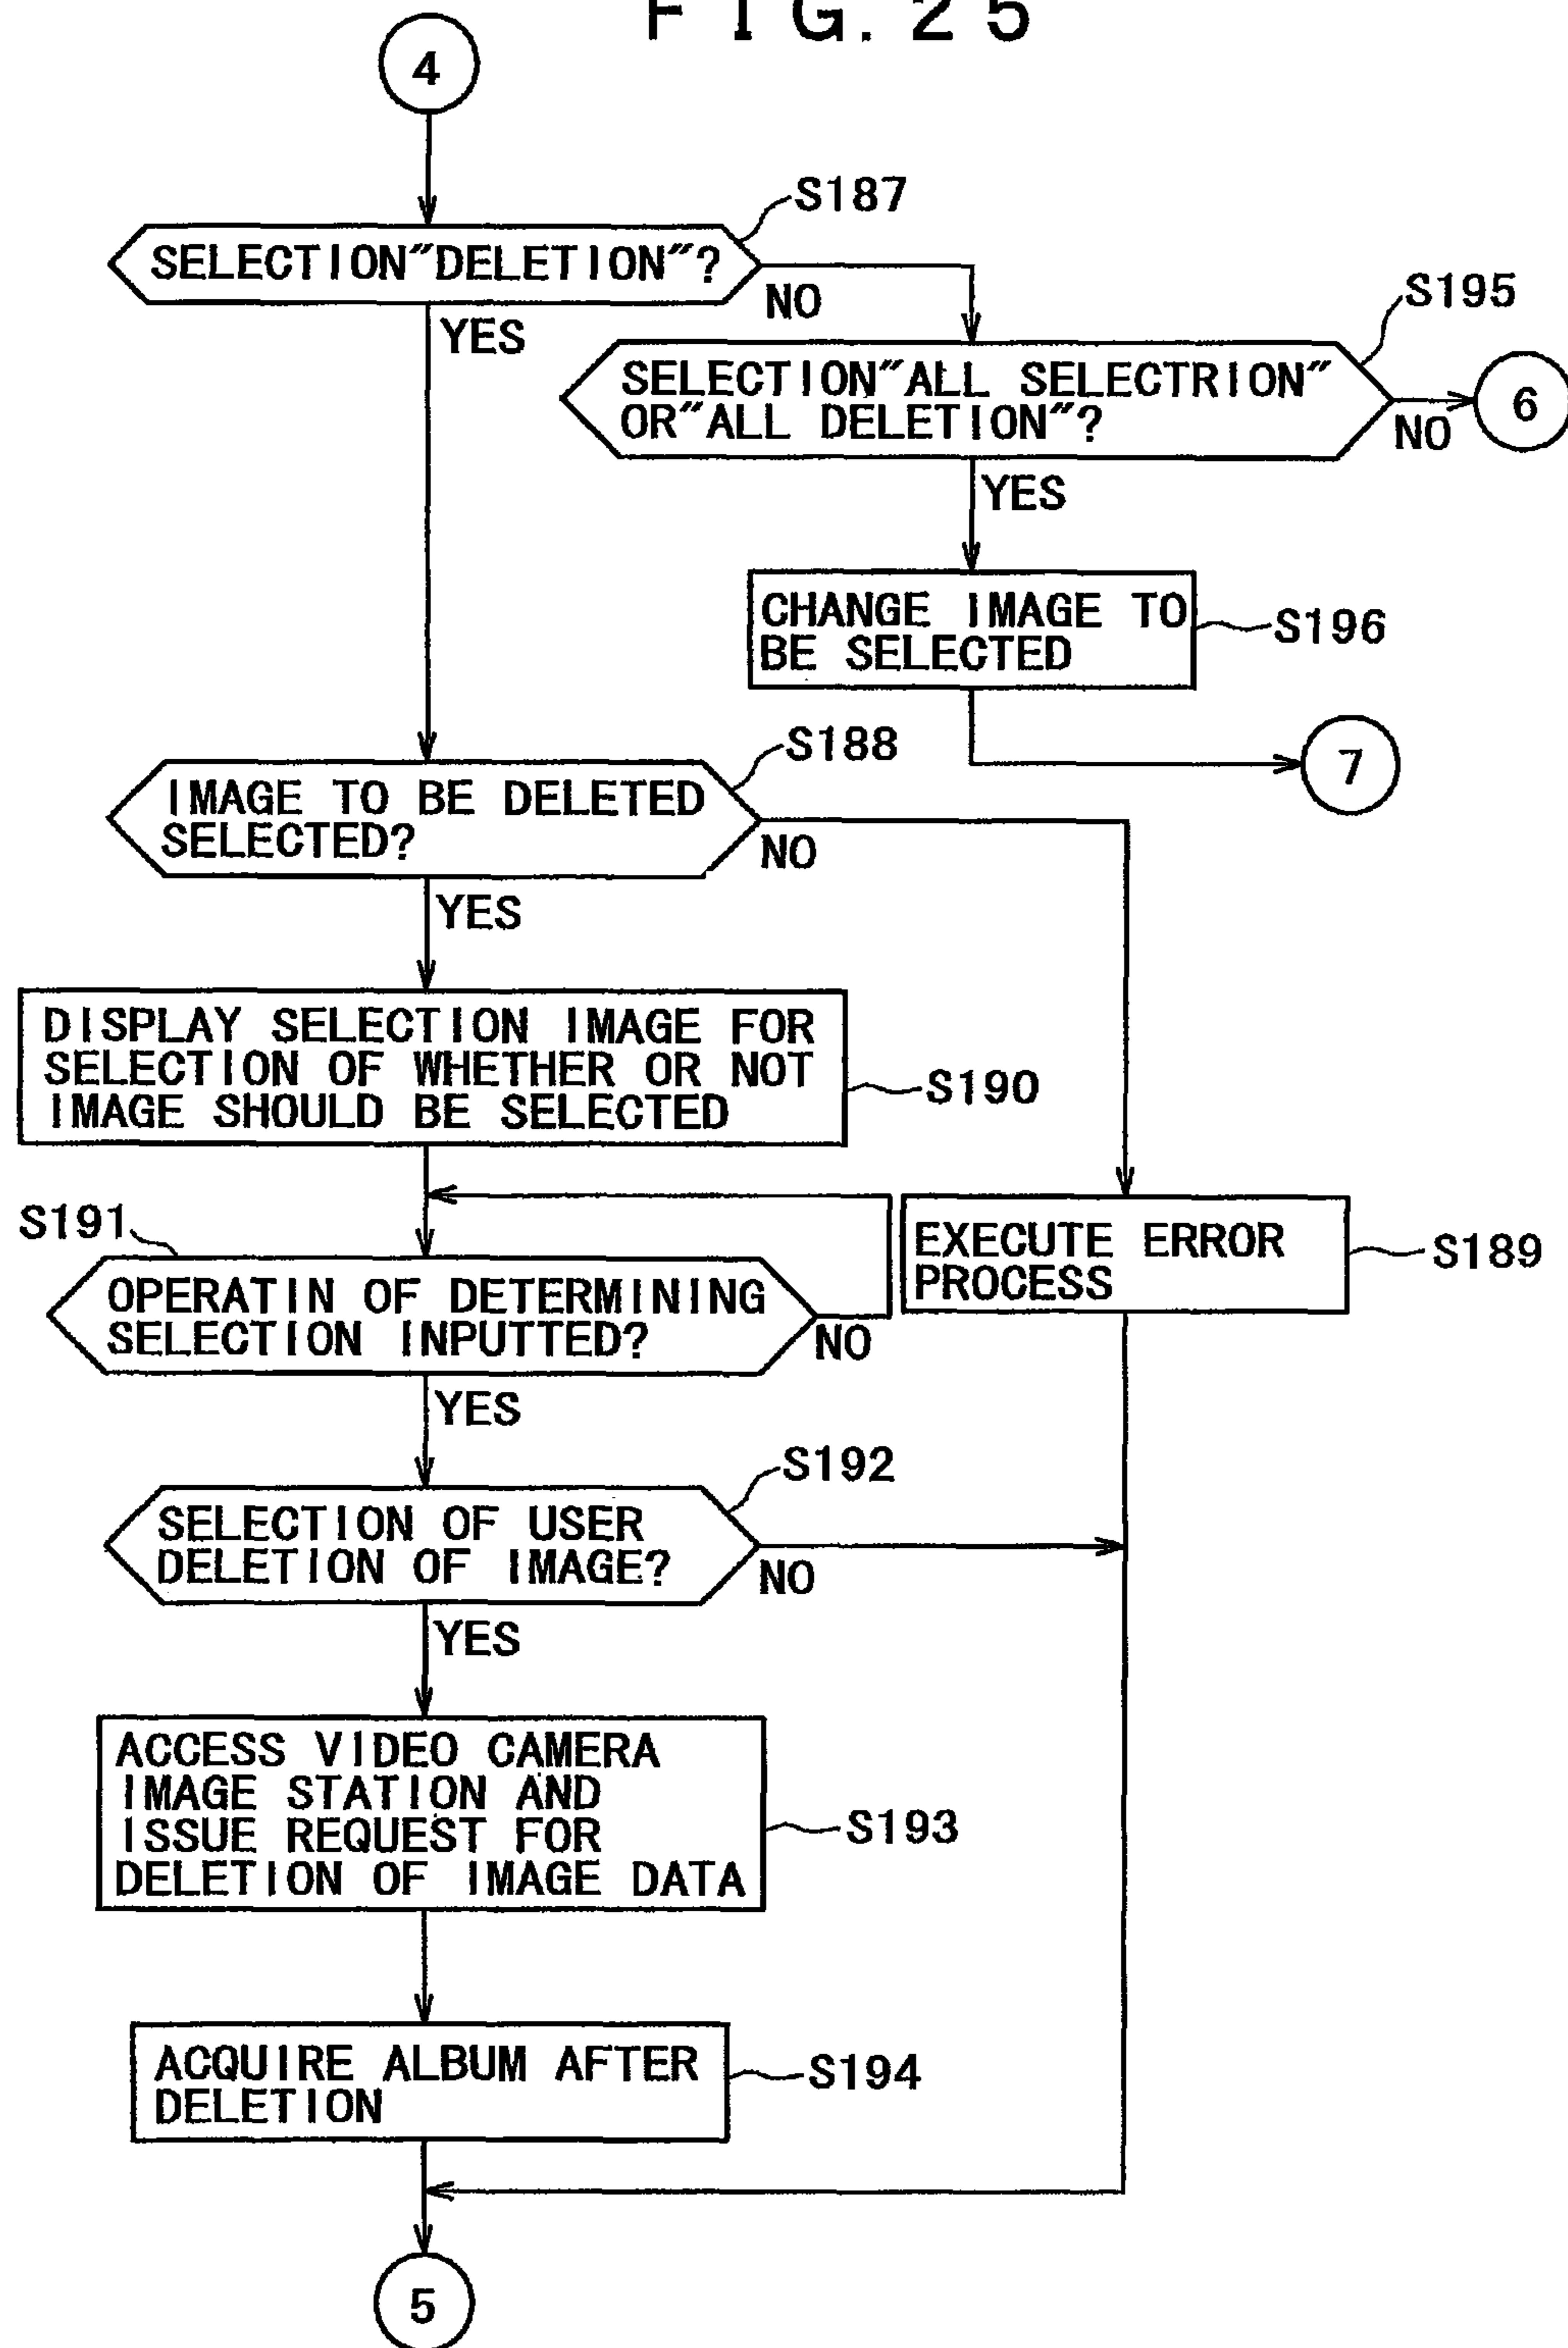 FIG. 25
4
S187
SELECTION"DELETION"?
NO
YES
S195
SELECTION"ALL SELECTRION"
OR"ALL DELETION"?
NO
6
YES
CHANGE IMAGE TO
BE SELECTED
S196
7
S188
IMAGE TO BE DELETED
SELECTED?
NO
YES
DISPLAY SELECTION IMAGE FOR
SELECTION OF WHETHER OR NOT
IMAGE SHOULD BE SELECTED
S190
S191
OPERATIN OF DETERMINING
SELECTION INPUTTED?
NO
YES
EXECUTE ERROR
PROCESS
S189
S192
SELECTION OF USER
DELETION OF IMAGE?
NO
YES
ACCESS VIDEO CAMERA
IMAGE STATION AND
ISSUE REQUEST FOR
DELETION OF IMAGE DATA
S193
ACQUIRE ALBUM AFTER
DELETION
S194
5